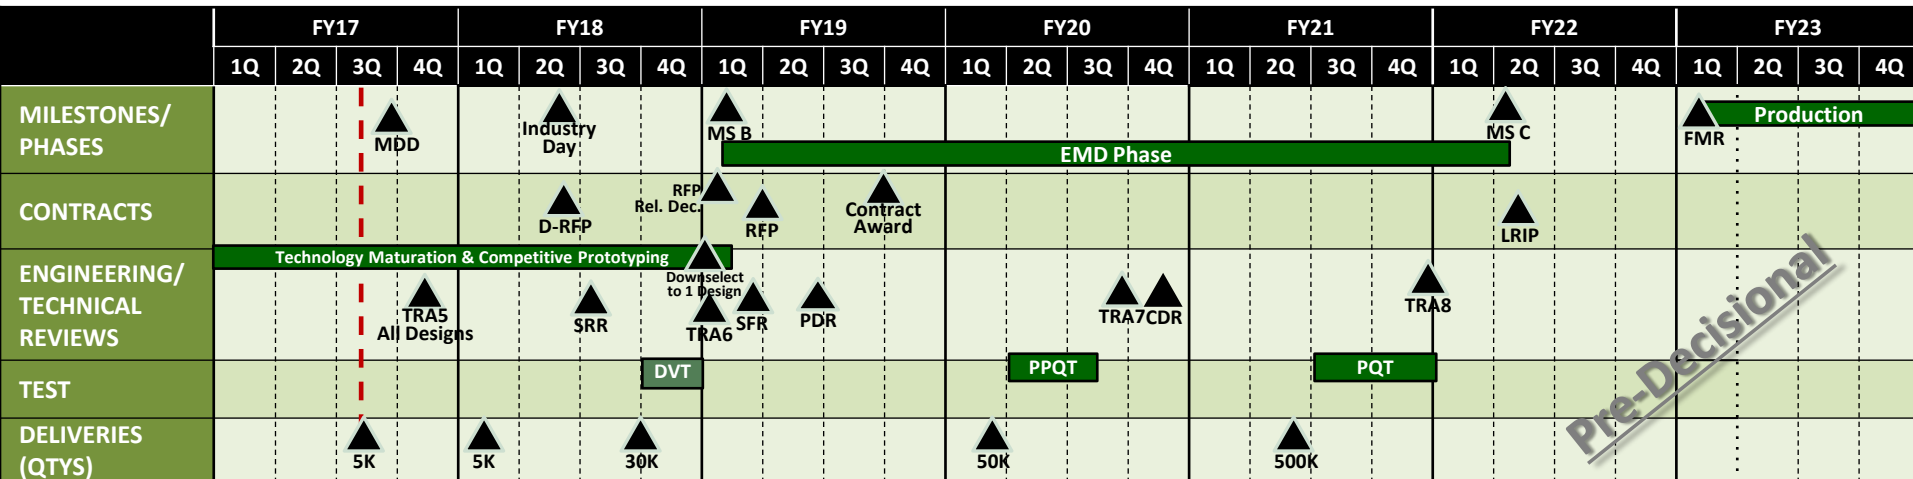 FY17 FY18 FY19 FY20 FY21 FY22 FY23
1Q 2Q 3Q 4Q 1Q 2Q 3Q 4Q 1Q 2Q 3Q 4Q 1Q 2Q 3Q 4Q 1Q 2Q 3Q 4Q 1Q 2Q 3Q 4Q 1Q 2Q 3Q 4Q
MILESTONES/
PHASES
MDD
Industry
Day
MS B
EMD Phase
MS C
FMR
Production
CONTRACTS
D-RFP
RFP
Rel. Dec.
RFP
Contract
Award
LRIP
ENGINEERING/
TECHNICAL
REVIEWS
Technology Maturation & Competitive Prototyping
TRA5
All Designs
SRR
Downselect
to 1 Design
TRA6
SFR
PDR
TRA7
CDR
TRA8
TEST
DVT
PPQT
PQT
DELIVERIES
(QTYS)
5K
5K
30K
50K
500K
Pre-Decisional